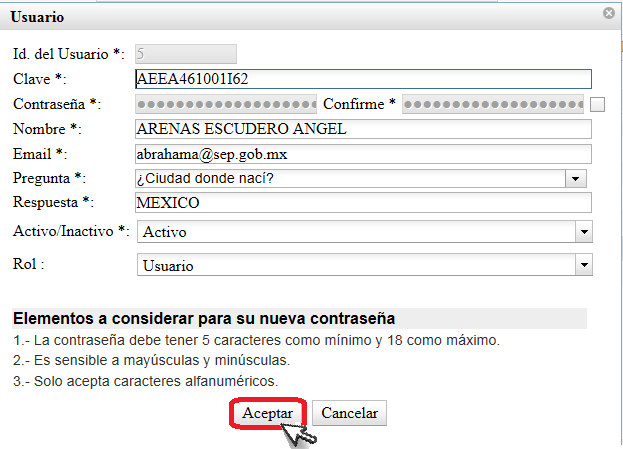 Usuario
Id. del Usuario *: 5
Clave *: AEEA461001I62
Contraseña *: ●●●●●●●●●●●●●●●●●● Confirme * ●●●●●●●●●●●●●●●●●●
Nombre *: ARENAS ESCUDERO ANGEL
Email *: abrahama@sep.gob.mx
Pregunta *: ¿Ciudad donde nací?
Respuesta *: MEXICO
Activo/Inactivo *: Activo
Rol : Usuario
Elementos a considerar para su nueva contraseña
1.- La contraseña debe tener 5 caracteres como mínimo y 18 como máximo.
2.- Es sensible a mayúsculas y minúsculas.
3.- Solo acepta caracteres alfanuméricos.
Aceptar Cancelar